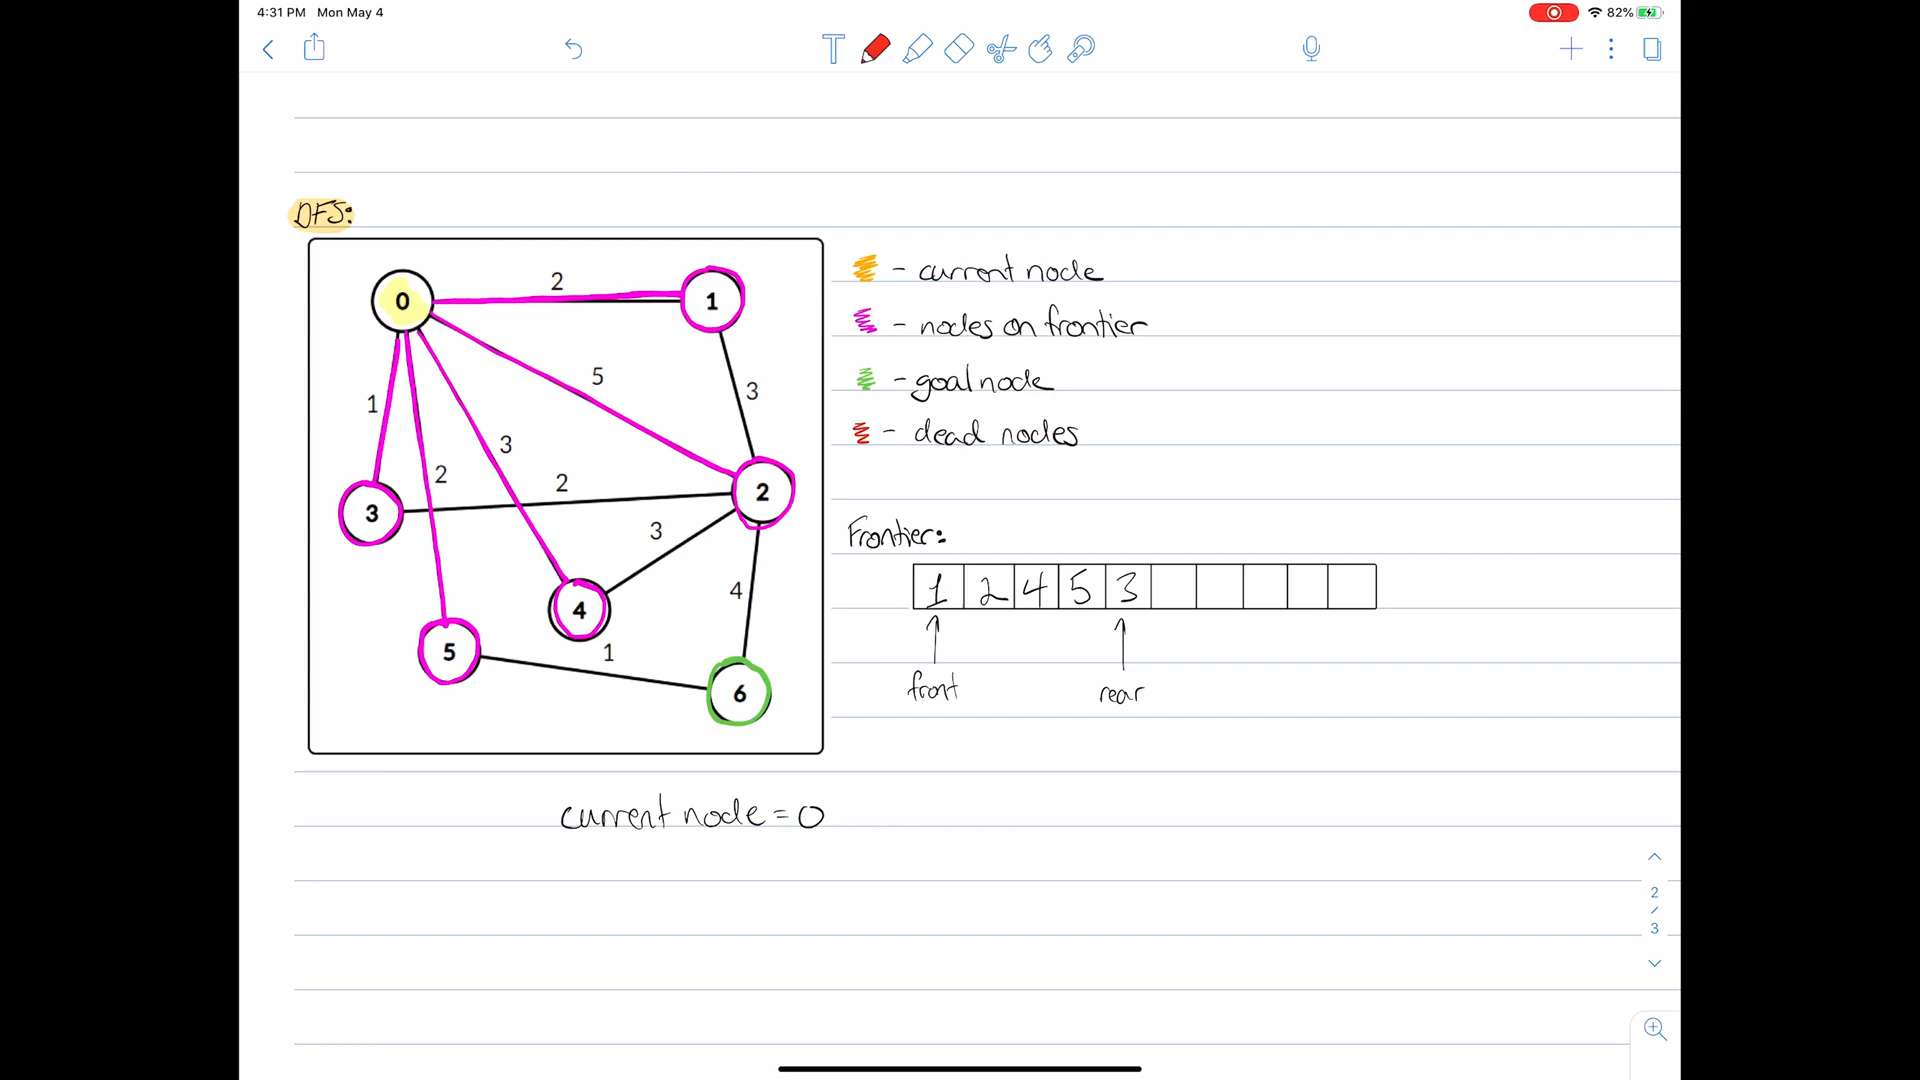 4:31 PM Mon May 4
82%
T
DFS:
0
2
1
- current node
- nodes on frontier
5
3
- goal node
1
3
- dead nodes
2
2
2
3
3
Frontier:
4
4
1 2 4 5 3
5
1
6
front
rear
current node = 0
2
/
3